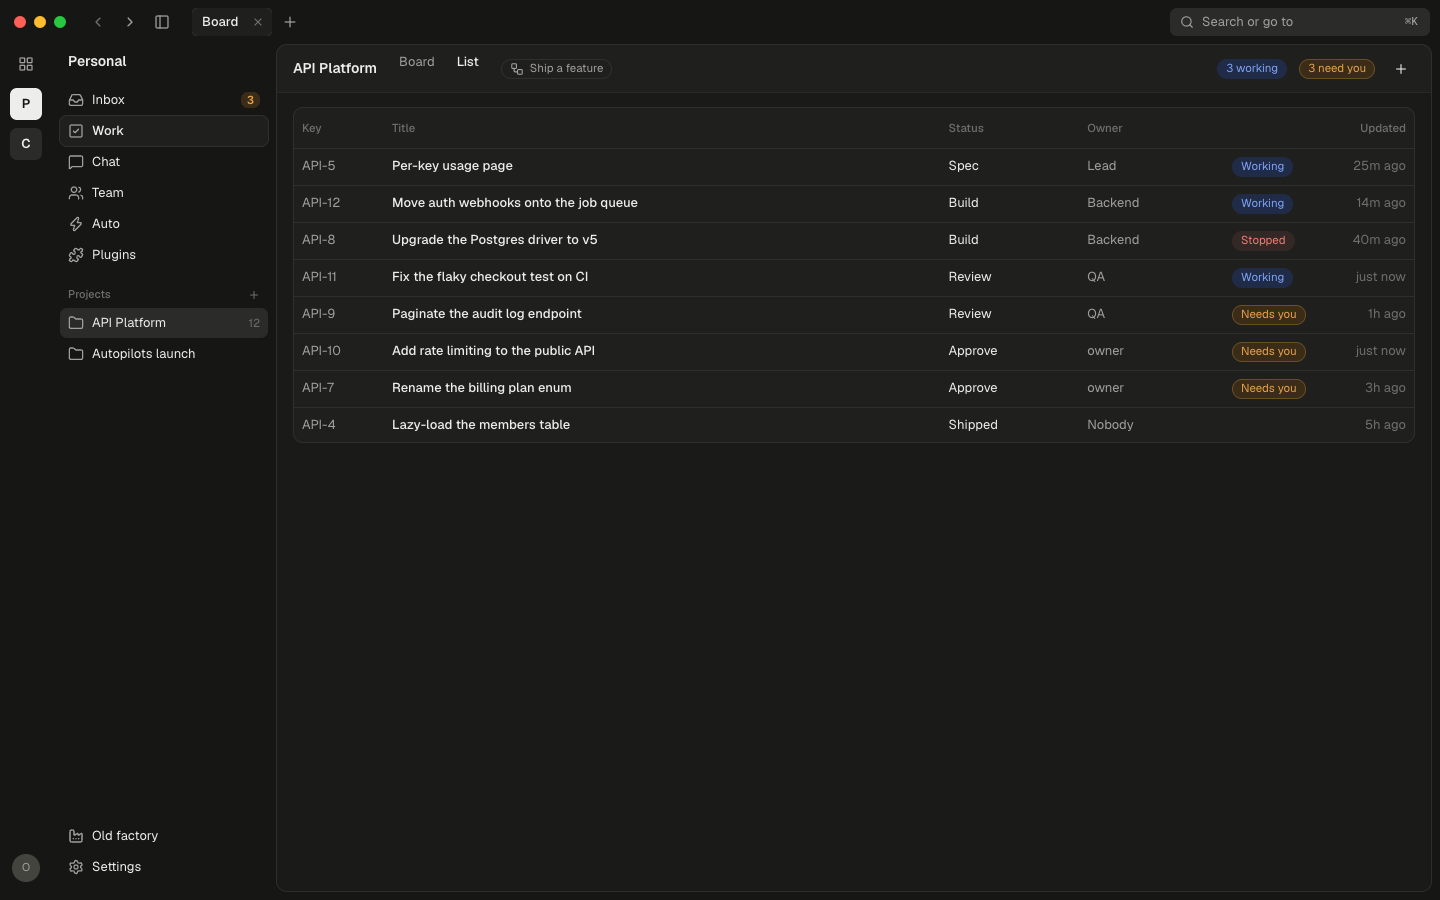 Board
Search or go to ⌘K
Personal
P
C
Inbox 3
Work
Chat
Team
Auto
Plugins
Projects
API Platform 12
Autopilots launch
Old factory
Settings
O
API Platform Board List Ship a feature 3 working 3 need you
Key Title Status Owner Updated
API-5 Per-key usage page Spec Lead Working 25m ago
API-12 Move auth webhooks onto the job queue Build Backend Working 14m ago
API-8 Upgrade the Postgres driver to v5 Build Backend Stopped 40m ago
API-11 Fix the flaky checkout test on CI Review QA Working just now
API-9 Paginate the audit log endpoint Review QA Needs you 1h ago
API-10 Add rate limiting to the public API Approve owner Needs you just now
API-7 Rename the billing plan enum Approve owner Needs you 3h ago
API-4 Lazy-load the members table Shipped Nobody 5h ago